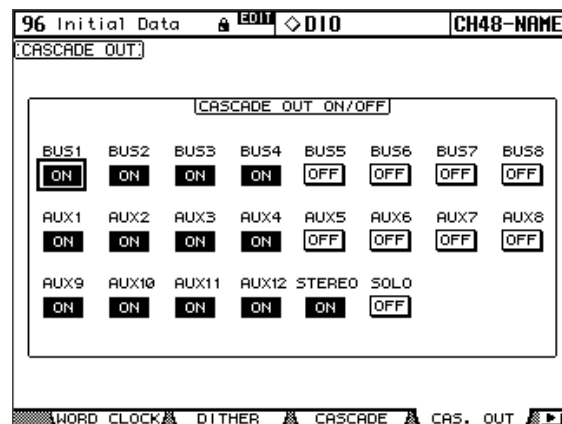 96 Initial Data EDIT ◇DIO CH48-NAME
CASCADE OUT
CASCADE OUT ON/OFF
BUS1 BUS2 BUS3 BUS4 BUS5 BUS6 BUS7 BUS8
ON ON ON ON OFF OFF OFF OFF
AUX1 AUX2 AUX3 AUX4 AUX5 AUX6 AUX7 AUX8
ON ON ON ON OFF OFF OFF OFF
AUX9 AUX10 AUX11 AUX12 STEREO SOLO
ON ON ON ON ON OFF
WORD CLOCK DITHER CASCADE CAS. OUT